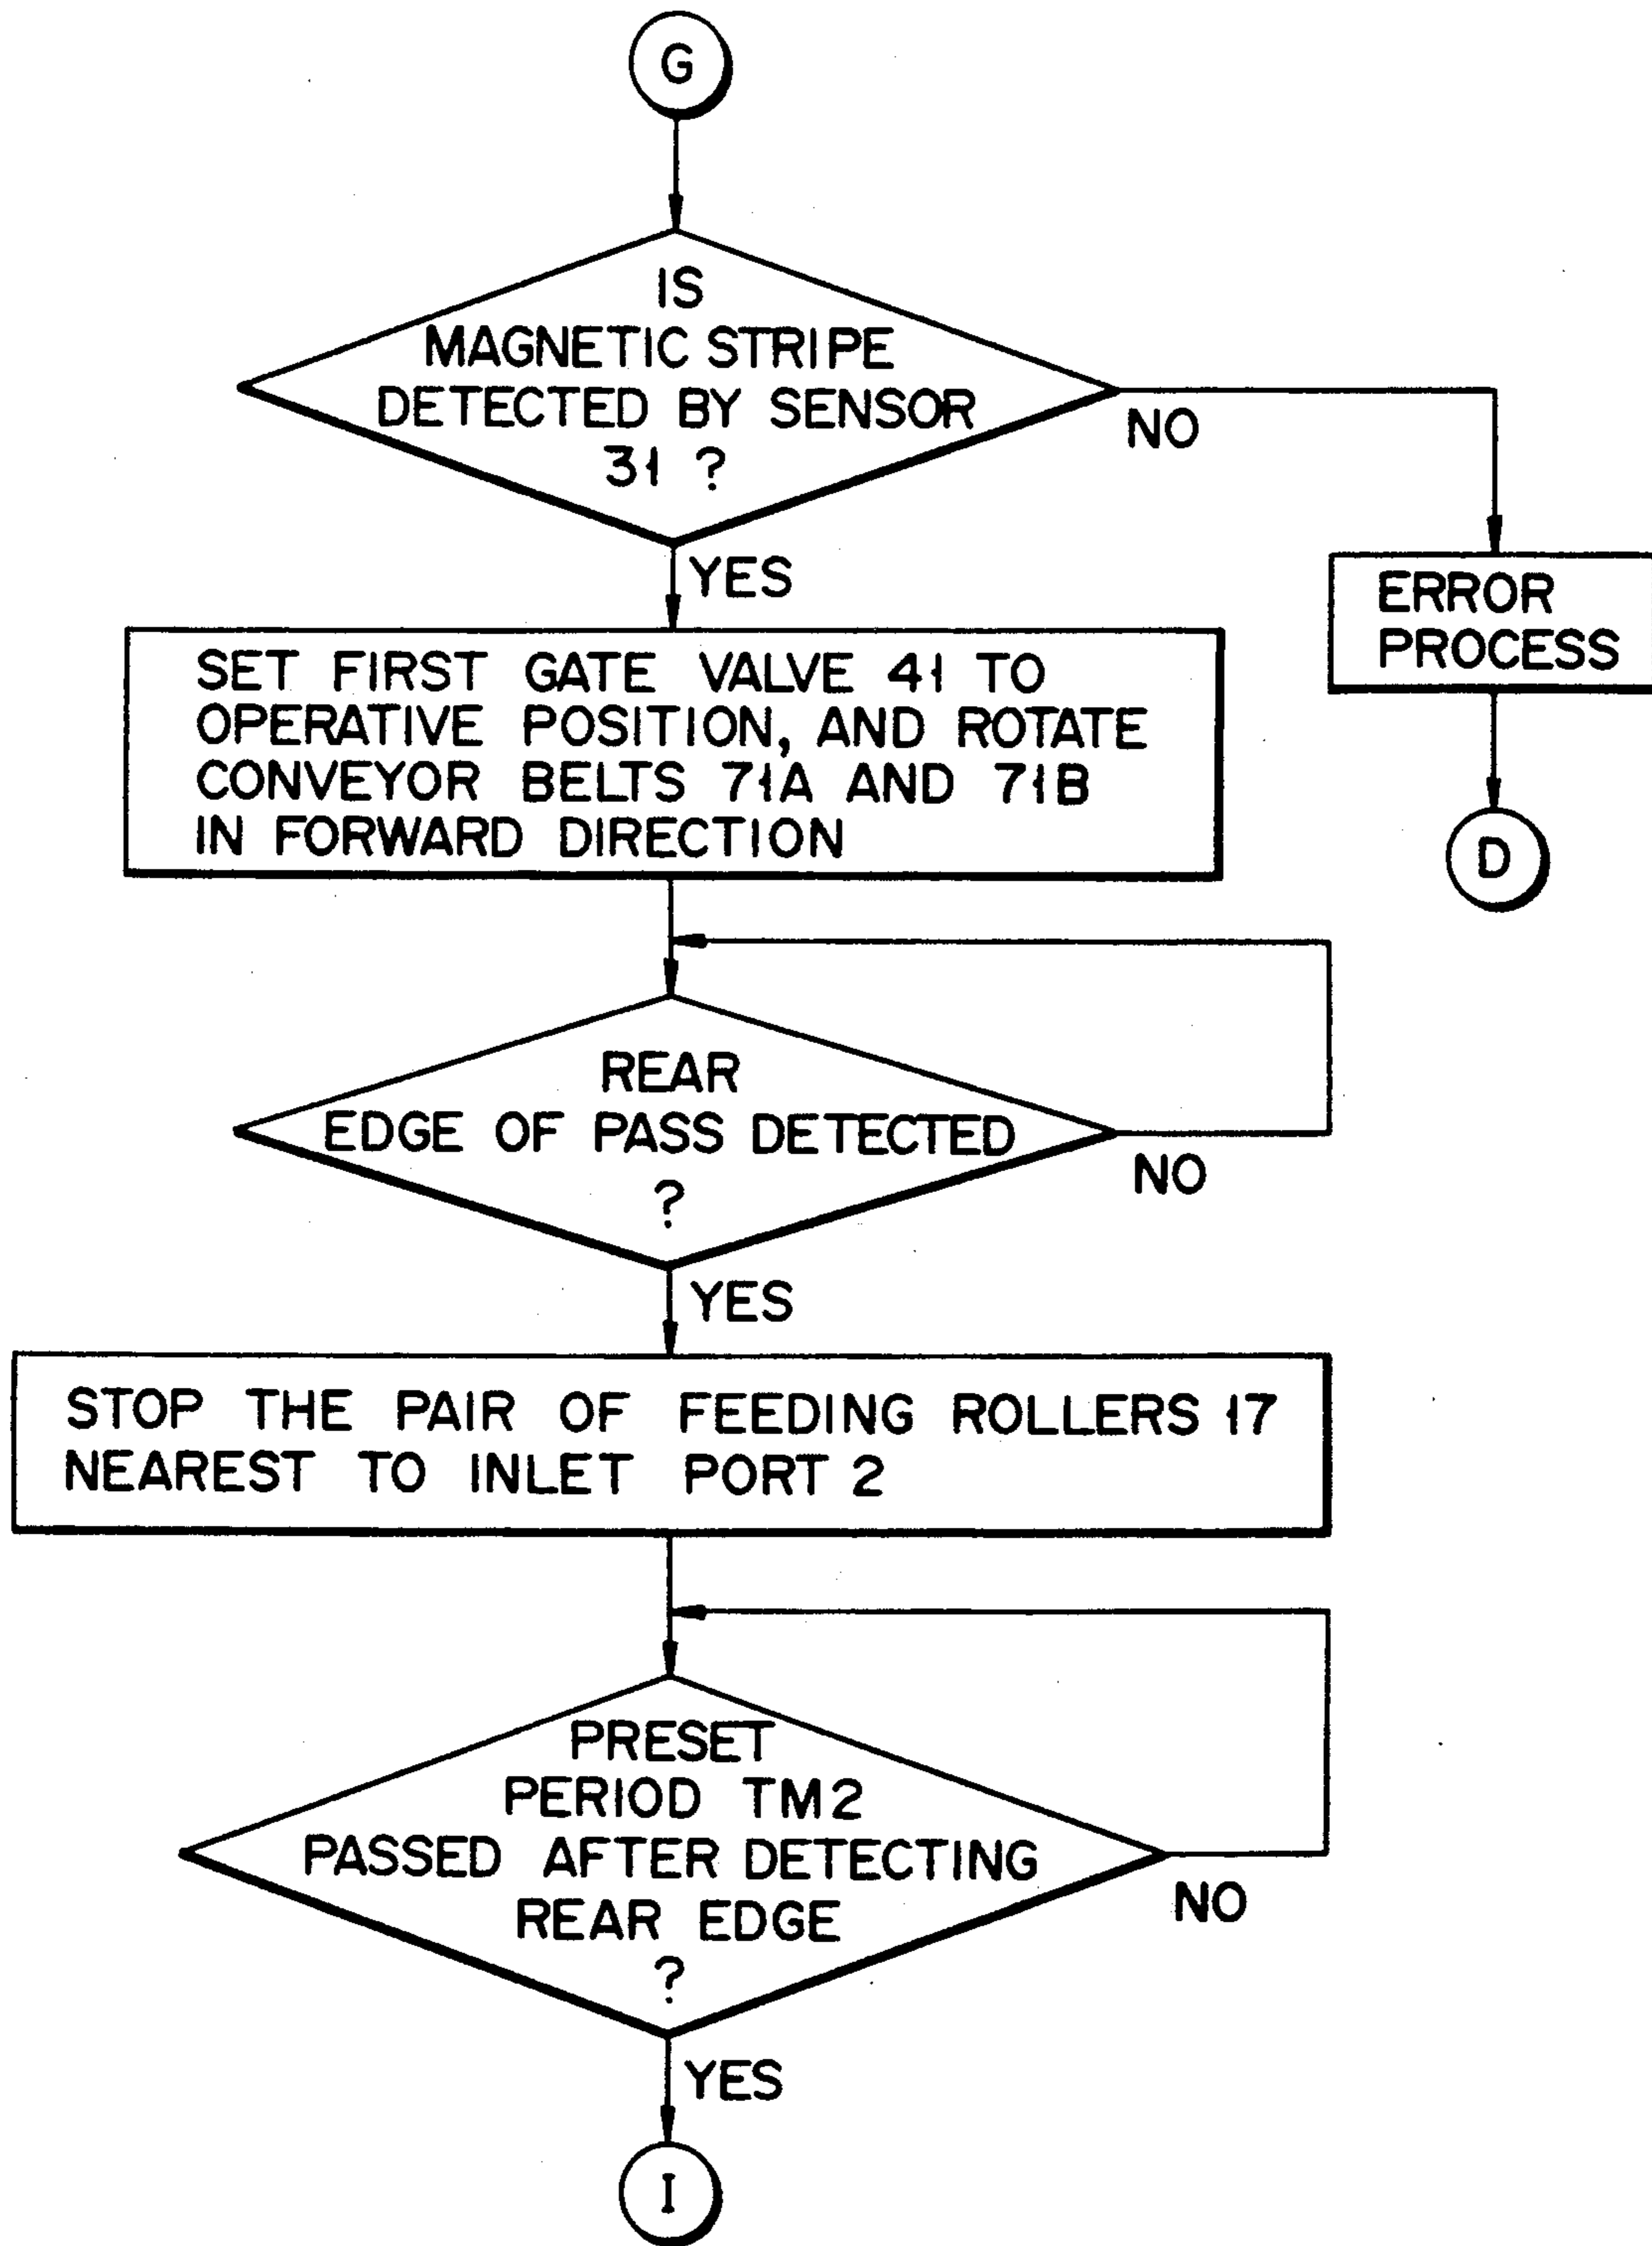 G
IS
MAGNETIC STRIPE
DETECTED BY SENSOR
31 ?
NO
YES
ERROR
PROCESS
SET FIRST GATE VALVE 41 TO
OPERATIVE POSITION, AND ROTATE
CONVEYOR BELTS 71A AND 71B
IN FORWARD DIRECTION
D
REAR
EDGE OF PASS DETECTED
?
NO
YES
STOP THE PAIR OF FEEDING ROLLERS 17
NEAREST TO INLET PORT 2
PRESET
PERIOD TM2
PASSED AFTER DETECTING
REAR EDGE
?
NO
YES
I